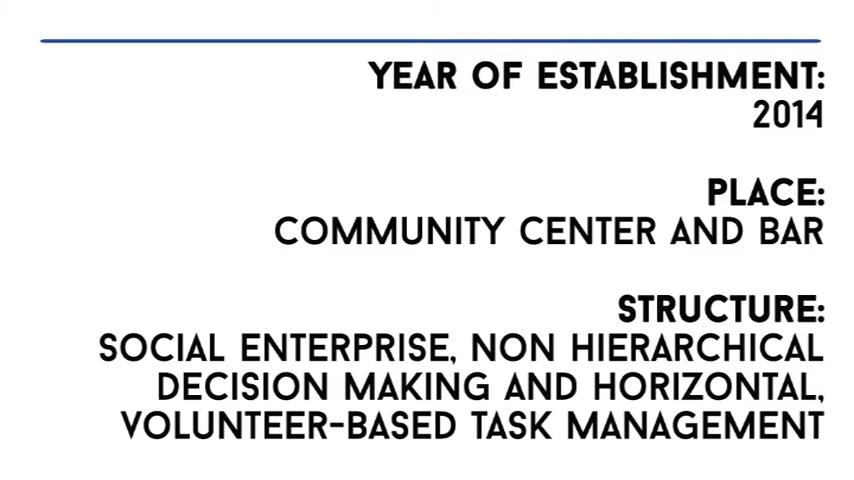 YEAR OF ESTABLISHMENT:
2014
PLACE:
COMMUNITY CENTER AND BAR
STRUCTURE:
SOCIAL ENTERPRISE, NON HIERARCHICAL
DECISION MAKING AND HORIZONTAL,
VOLUNTEER-BASED TASK MANAGEMENT